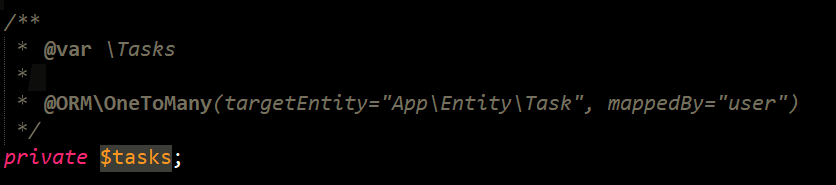 /**
* @var \Tasks
*
* @ORM\OneToMany(targetEntity="App\Entity\Task", mappedBy="user")
*/
private $tasks;